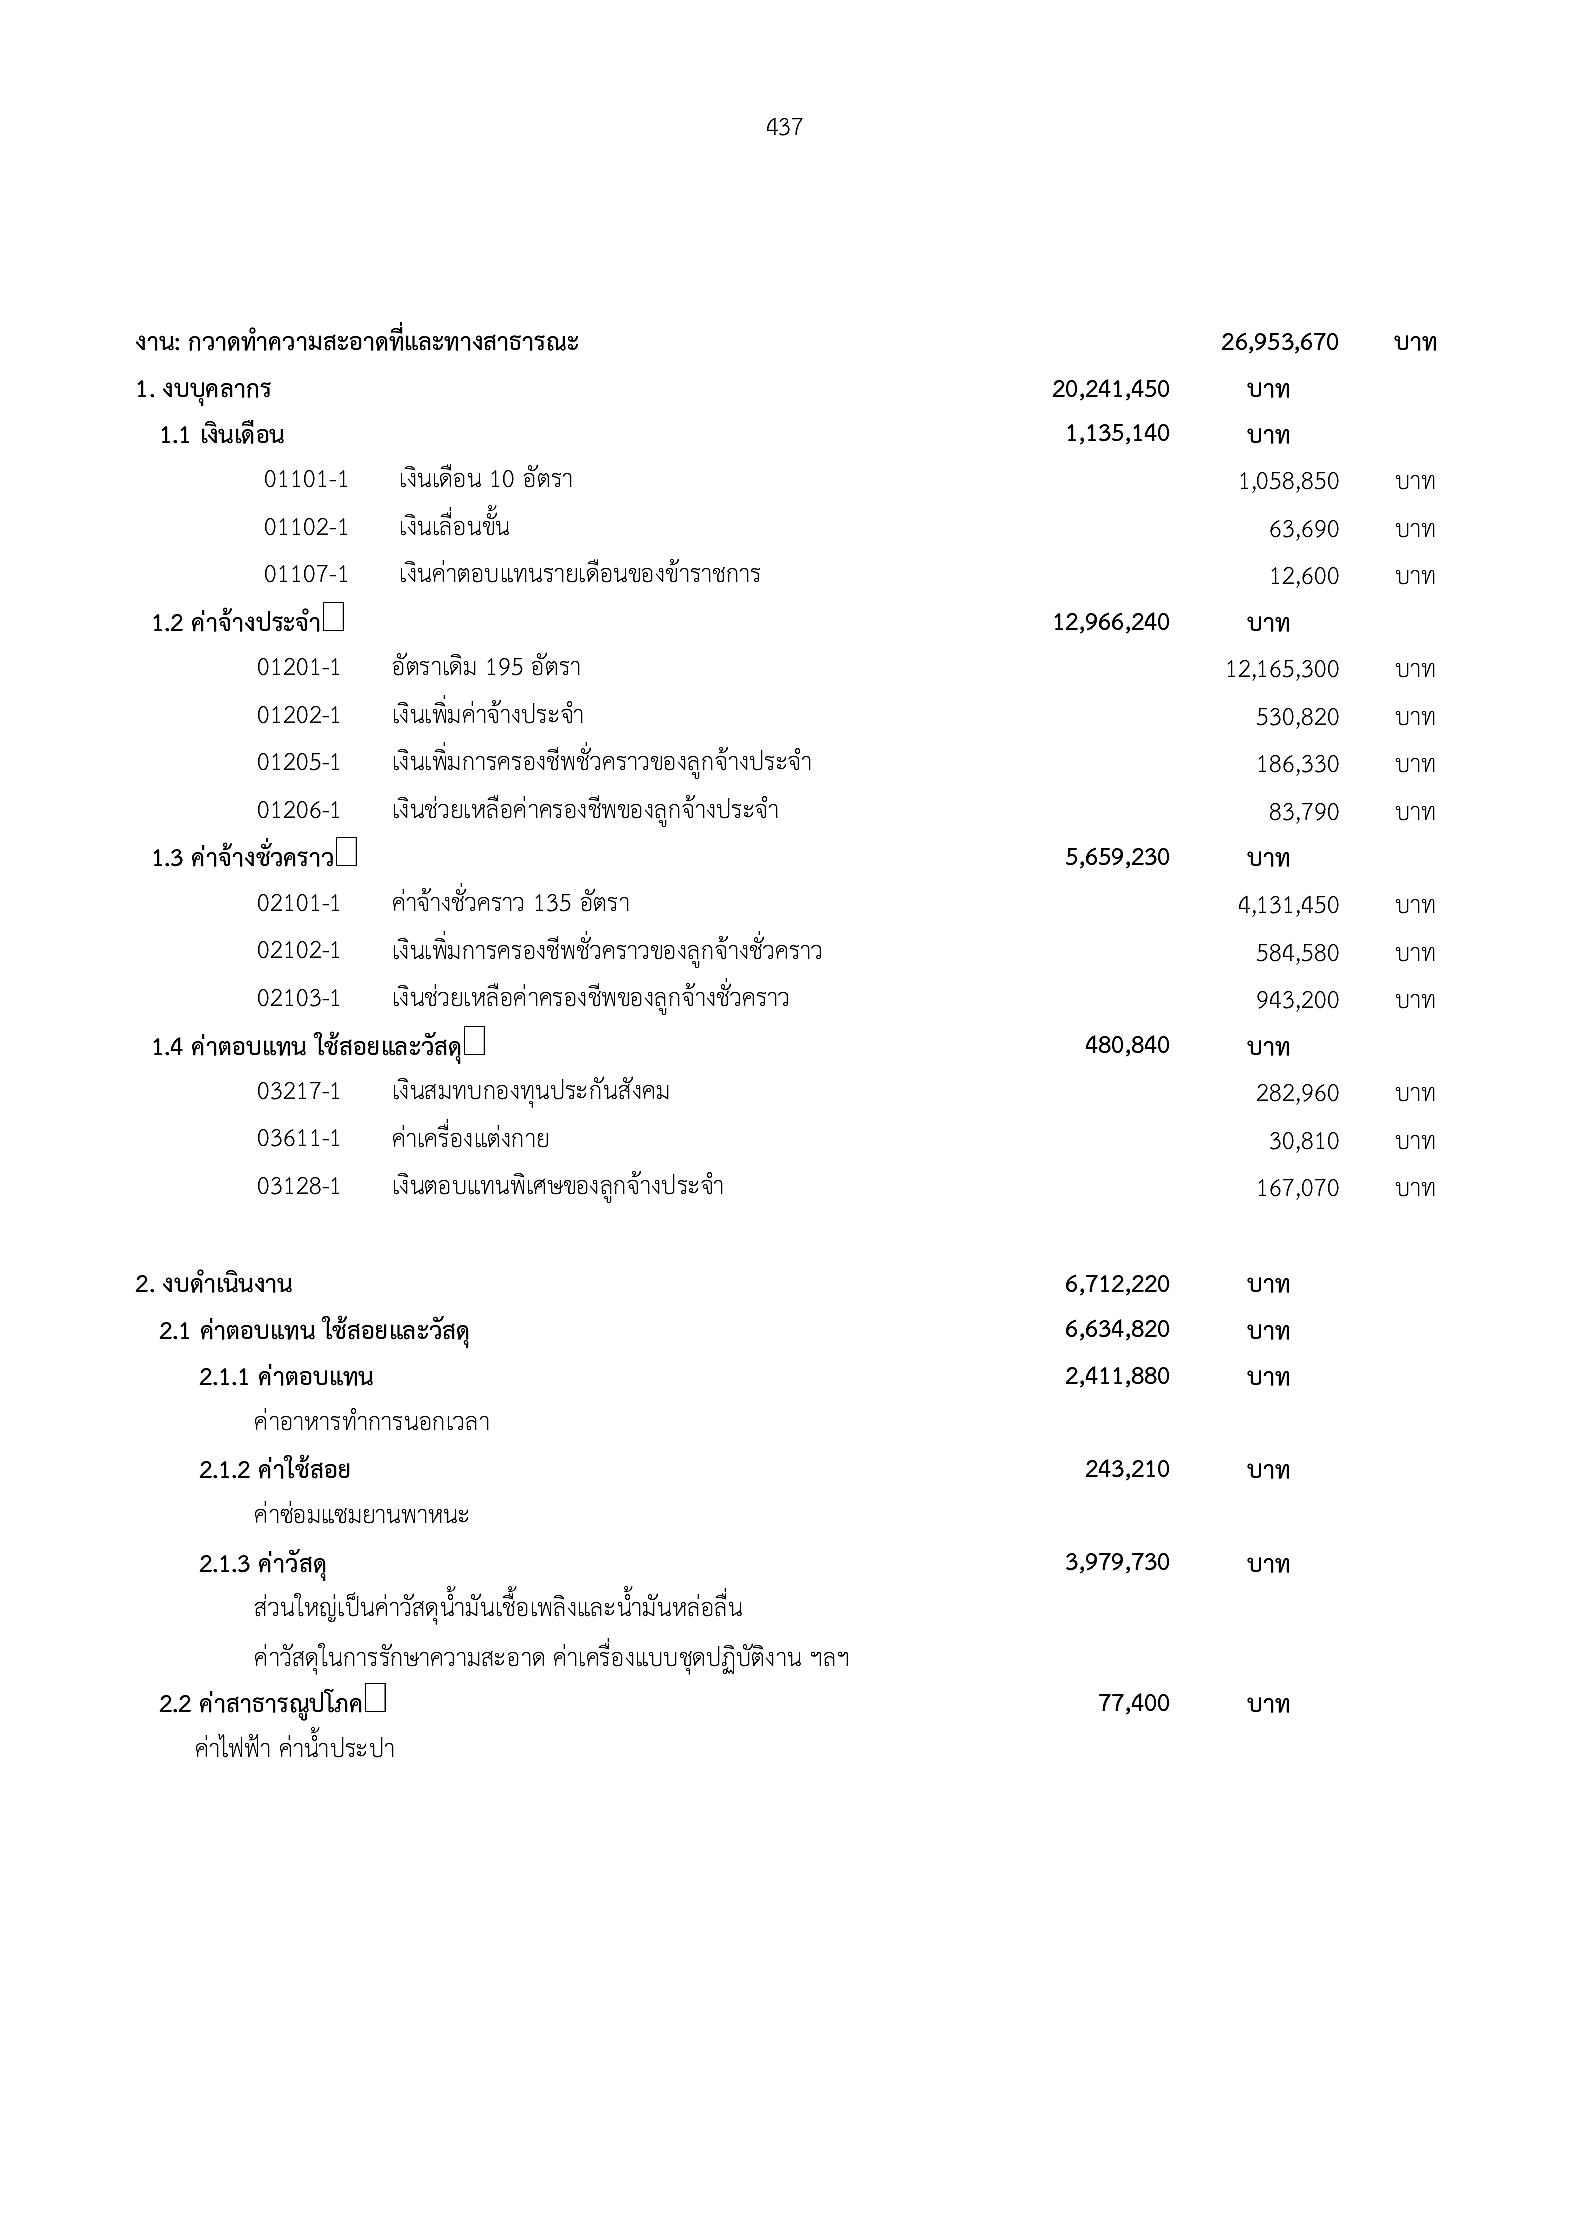 437
งาน: กวาดทำความสะอาดที่และทางสาธารณะ 26,953,670 บาท
1. งบบุคลากร 20,241,450 บาท
1.1 เงินเดือน 1,135,140 บาท
01101-1 เงินเดือน 10 อัตรา 1,058,850 บาท
01102-1 เงินเลื่อนขั้น 63,690 บาท
01107-1 เงินค่าตอบแทนรายเดือนของข้าราชการ 12,600 บาท
1.2 ค่าจ้างประจำ 12,966,240 บาท
01201-1 อัตราเดิม 195 อัตรา 12,165,300 บาท
01202-1 เงินเพิ่มค่าจ้างประจำ 530,820 บาท
01205-1 เงินเพิ่มการครองชีพชั่วคราวของลูกจ้างประจำ 186,330 บาท
01206-1 เงินช่วยเหลือค่าครองชีพของลูกจ้างประจำ 83,790 บาท
1.3 ค่าจ้างชั่วคราว 5,659,230 บาท
02101-1 ค่าจ้างชั่วคราว 135 อัตรา 4,131,450 บาท
02102-1 เงินเพิ่มการครองชีพชั่วคราวของลูกจ้างชั่วคราว 584,580 บาท
02103-1 เงินช่วยเหลือค่าครองชีพของลูกจ้างชั่วคราว 943,200 บาท
1.4 ค่าตอบแทน ใช้สอยและวัสดุ 480,840 บาท
03217-1 เงินสมทบกองทุนประกันสังคม 282,960 บาท
03611-1 ค่าเครื่องแต่งกาย 30,810 บาท
03128-1 เงินตอบแทนพิเศษของลูกจ้างประจำ 167,070 บาท
2. งบดำเนินงาน 6,712,220 บาท
2.1 ค่าตอบแทน ใช้สอยและวัสดุ 6,634,820 บาท
2.1.1 ค่าตอบแทน 2,411,880 บาท
ค่าอาหารทำการนอกเวลา
2.1.2 ค่าใช้สอย 243,210 บาท
ค่าซ่อมแซมยานพาหนะ
2.1.3 ค่าวัสดุ 3,979,730 บาท
ส่วนใหญ่เป็นค่าวัสดุน้ำมันเชื้อเพลิงและน้ำมันหล่อลื่น
ค่าวัสดุในการรักษาความสะอาด ค่าเครื่องแบบชุดปฏิบัติงาน ฯลฯ
2.2 ค่าสาธารณูปโภค 77,400 บาท
ค่าไฟฟ้า ค่าน้ำประปา